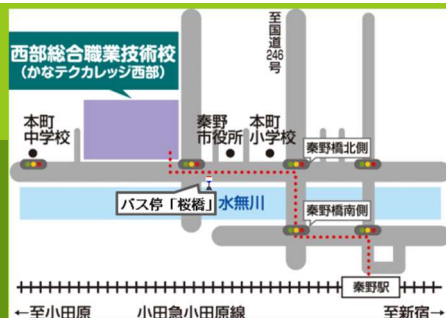 西部総合職業技術校
(かなテクカレッジ西部)
至国道246号
本町
中学校
秦野
市役所
本町
小学校
秦野橋北側
バス停「桜橋」
水無川
秦野橋南側
秦野駅
←至小田原
小田急小田原線
至新宿→